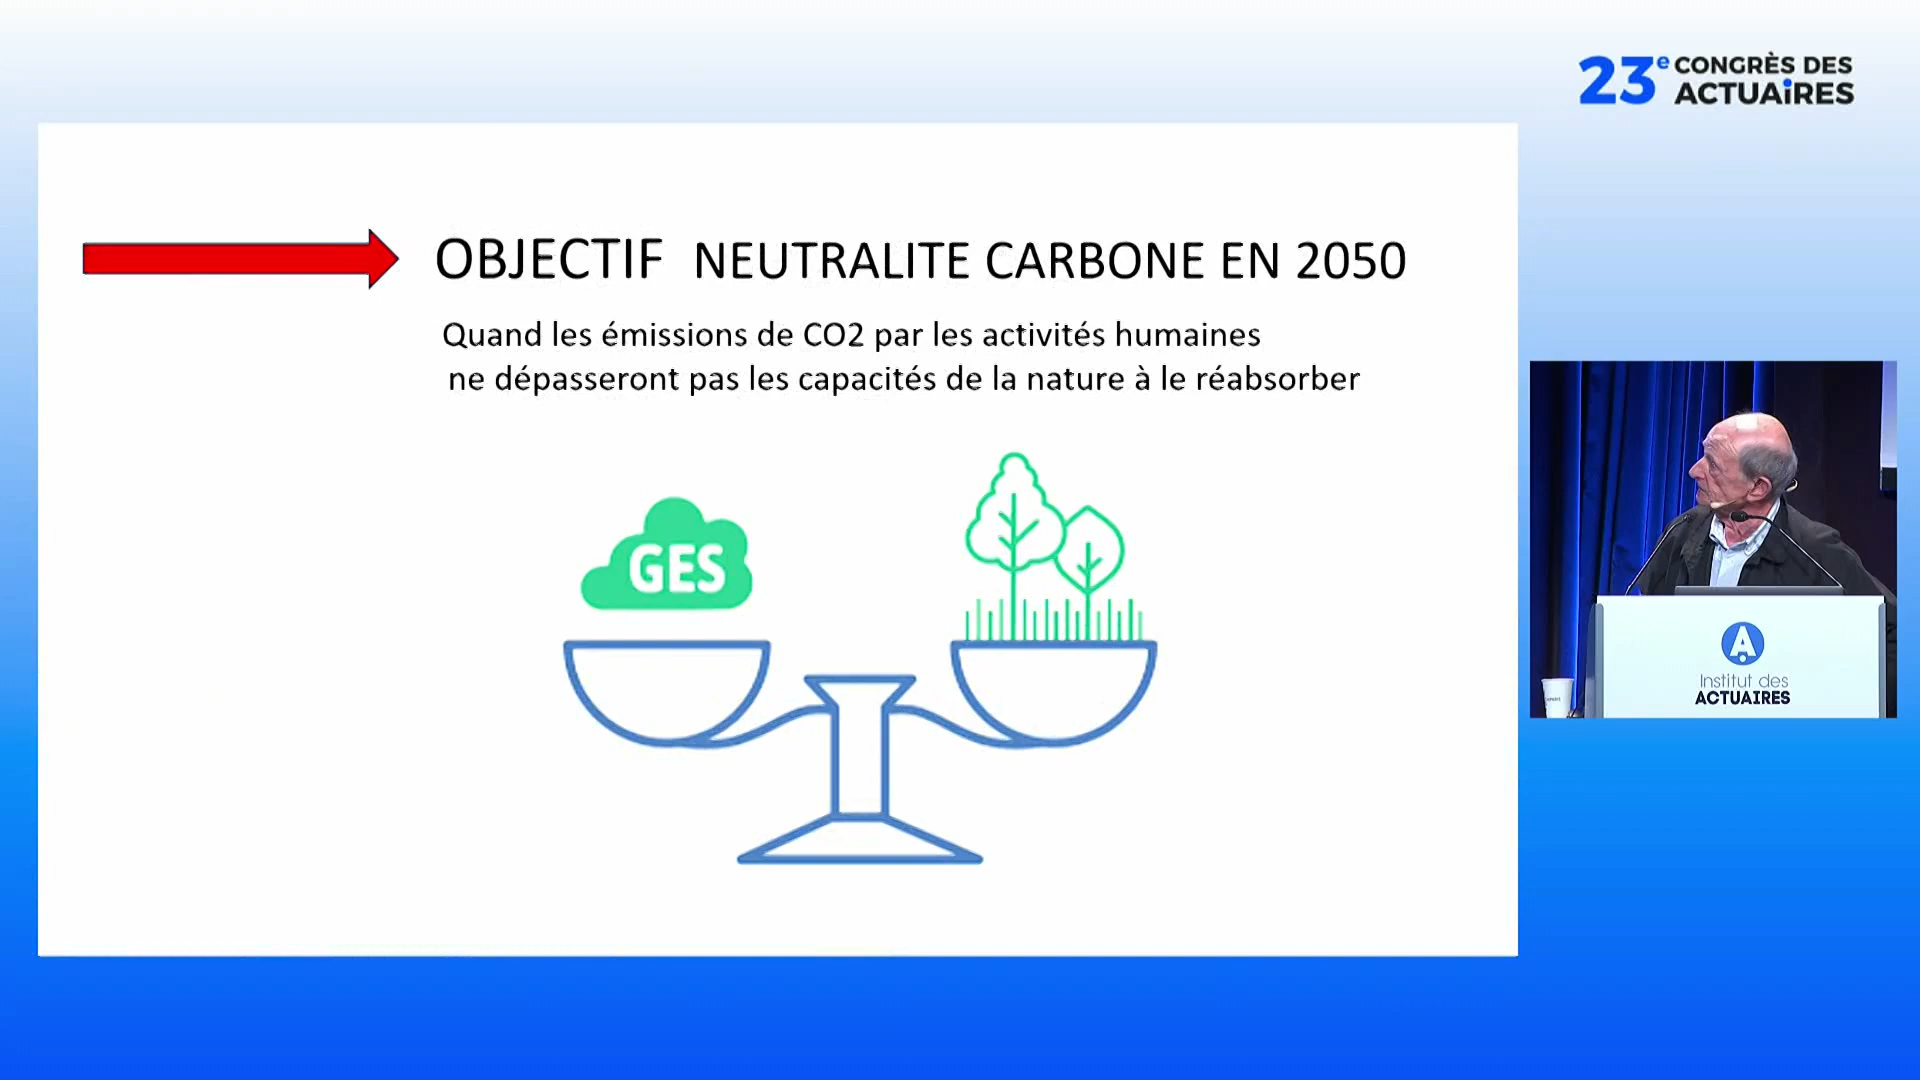 23e CONGRÈS DES
ACTUAiRES
OBJECTIF NEUTRALITE CARBONE EN 2050
Quand les émissions de CO2 par les activités humaines
ne dépasseront pas les capacités de la nature à le réabsorber
GES
Institut des
ACTUAIRES